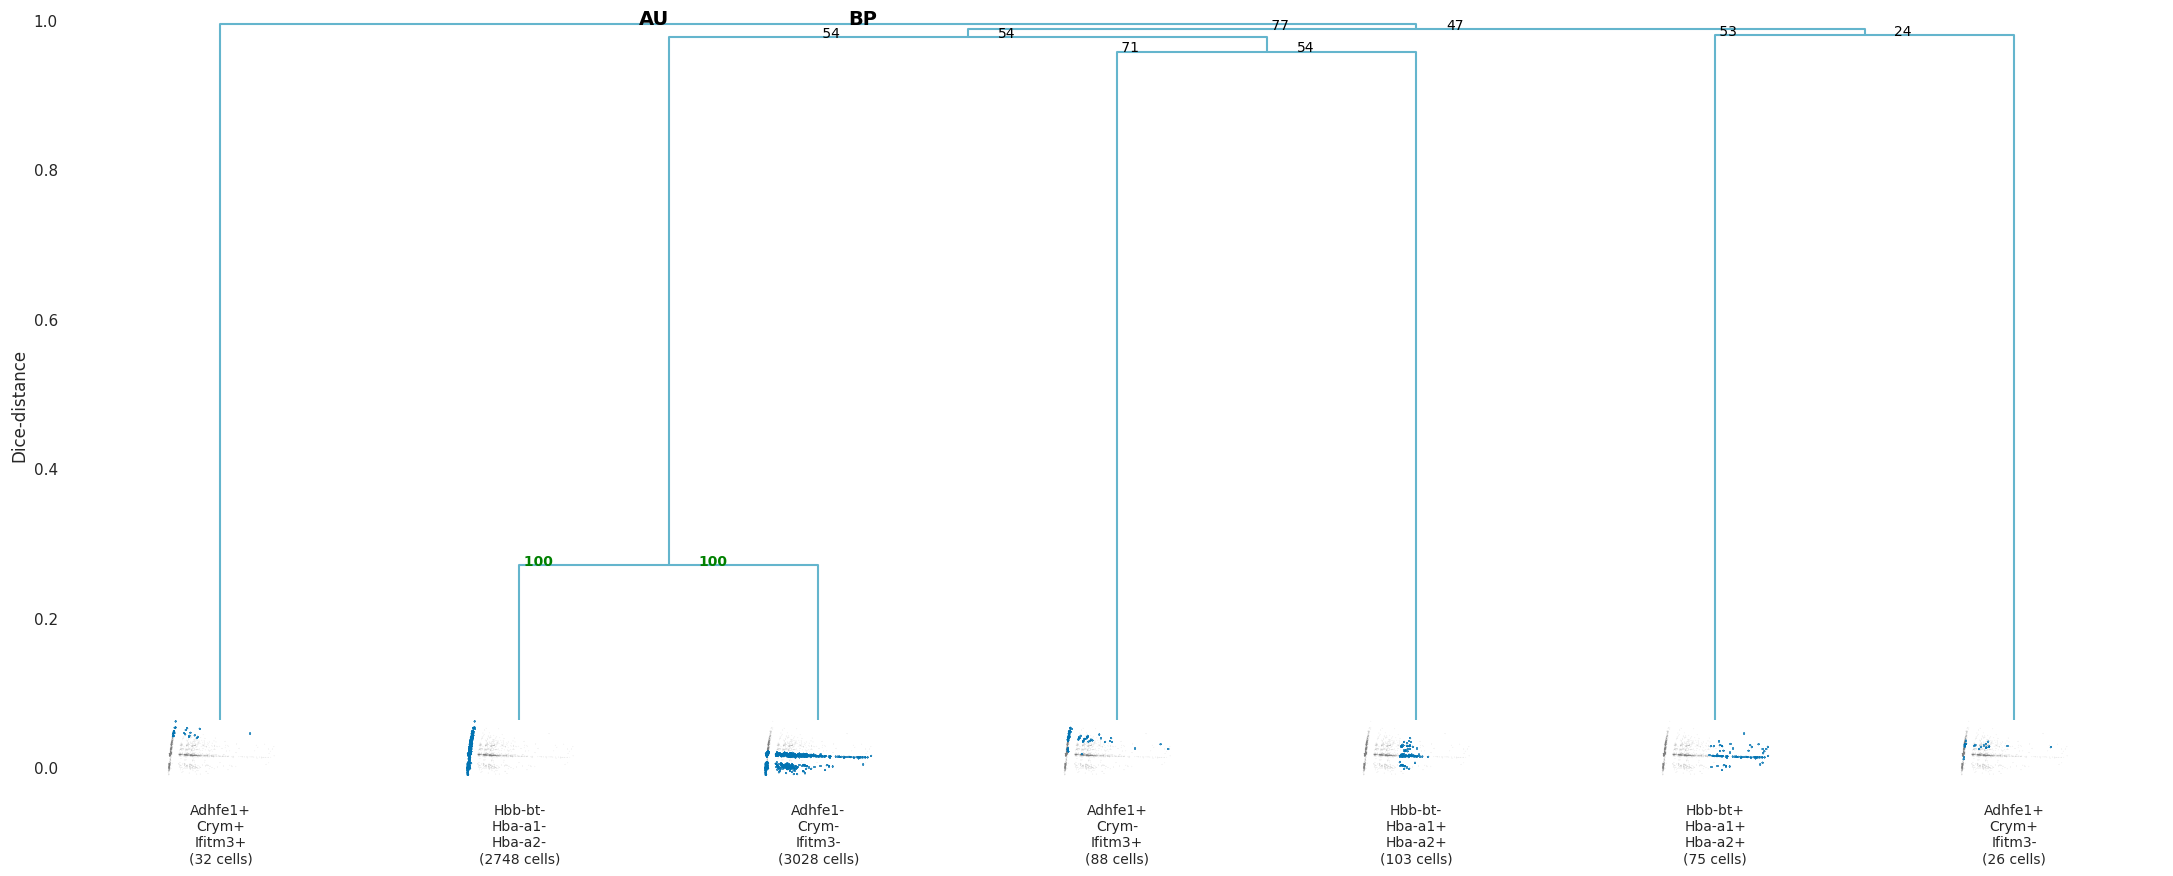 1.0
AU BP
77 47
54 54
53 24
71 54
0.8
0.6
Dice-distance
0.4
100 100
0.2
0.0
Adhfe1+
Crym+
Ifitm3+
(32 cells)
Hbb-bt-
Hba-a1-
Hba-a2-
(2748 cells)
Adhfe1-
Crym-
Ifitm3-
(3028 cells)
Adhfe1+
Crym-
Ifitm3+
(88 cells)
Hbb-bt-
Hba-a1+
Hba-a2+
(103 cells)
Hbb-bt+
Hba-a1+
Hba-a2+
(75 cells)
Adhfe1+
Crym+
Ifitm3-
(26 cells)